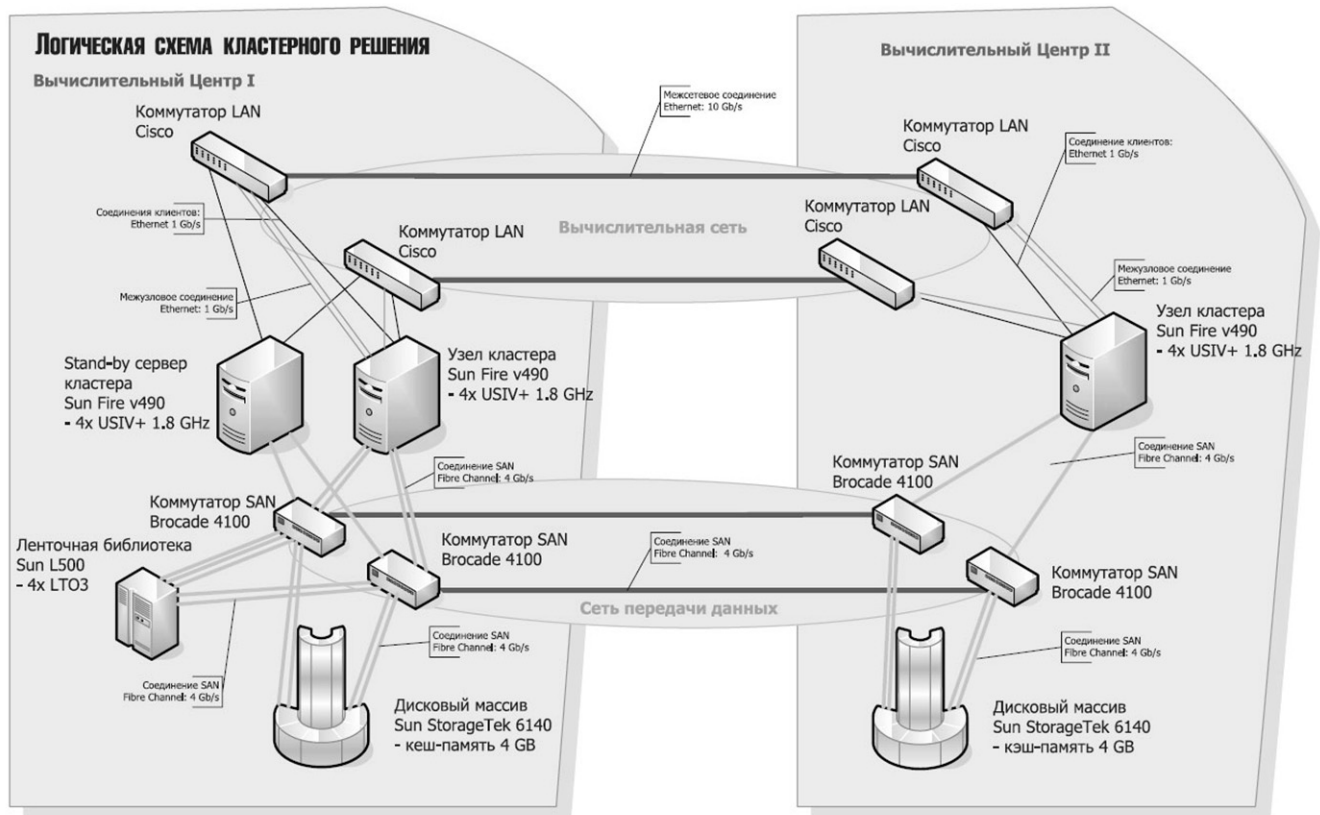 Логическая схема кластерного решения
Вычислительный Центр I
Вычислительный Центр II
Коммутатор LAN
Cisco
Межсетевое соединение
Ethernet: 10 Gb/s
Коммутатор LAN
Cisco
Соединение клиентов:
Ethernet 1 Gb/s
Соединения клиентов:
Ethernet 1 Gb/s
Коммутатор LAN
Cisco
Вычислительная сеть
Коммутатор LAN
Cisco
Межузловое соединение
Ethernet: 1 Gb/s
Межузловое соединение
Ethernet: 1 Gb/s
Stand-by сервер
кластера
Sun Fire v490
- 4x USIV+ 1.8 GHz
Узел кластера
Sun Fire v490
- 4x USIV+ 1.8 GHz
Узел кластера
Sun Fire v490
- 4x USIV+ 1.8 GHz
Соединение SAN
Fibre Channel: 4 Gb/s
Соединение SAN
Fibre Channel: 4 Gb/s
Коммутатор SAN
Brocade 4100
Коммутатор SAN
Brocade 4100
Коммутатор SAN
Brocade 4100
Соединение SAN
Fibre Channel: 4 Gb/s
Коммутатор SAN
Brocade 4100
Ленточная библиотека
Sun L500
- 4x LTO3
Сеть передачи данных
Соединение SAN
Fibre Channel: 4 Gb/s
Соединение SAN
Fibre Channel: 4 Gb/s
Соединение SAN
Fibre Channel: 4 Gb/s
Дисковый массив
Sun StorageTek 6140
- кеш-память 4 GB
Дисковый массив
Sun StorageTek 6140
- кэш-память 4 GB